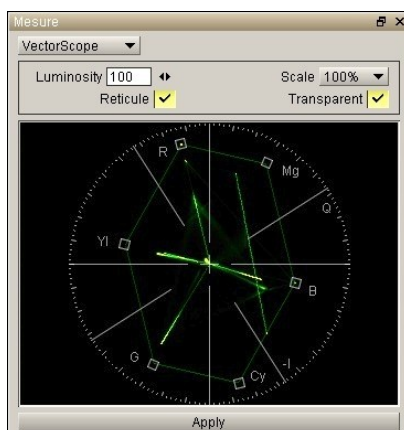 Mesure
VectorScope
Luminosity 100 Scale 100%
Reticule Transparent
R
Mg
Q
Yl
B
G
Cy
-I
Apply